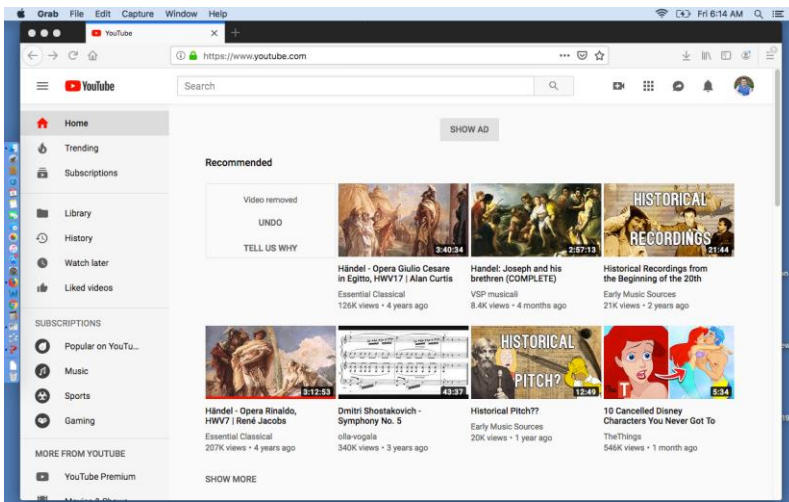 Grab File Edit Capture Window Help
Fri 6:14 AM
YouTube
https://www.youtube.com
YouTube
Search
Home
Trending
Subscriptions
Library
History
Watch later
Liked videos
SUBSCRIPTIONS
Popular on YouTu...
Music
Sports
Gaming
MORE FROM YOUTUBE
YouTube Premium
SHOW AD
Recommended
Video removed
UNDO
TELL US WHY
3:40:34
Händel - Opera Giulio Cesare
in Egitto, HWV17 | Alan Curtis
Essential Classical
126K views • 4 years ago
2:57:13
Handel: Joseph and his
brethren (COMPLETE)
VSP musicali
8.4K views • 4 months ago
HISTORICAL
RECORDINGS
21:44
Historical Recordings from
the Beginning of the 20th
Early Music Sources
21K views • 2 years ago
3:12:53
Händel - Opera Rinaldo,
HWV7 | René Jacobs
Essential Classical
207K views • 4 years ago
43:37
Dmitri Shostakovich -
Symphony No. 5
olla-vogala
340K views • 3 years ago
HISTORICAL
PITCH?
12:49
Historical Pitch??
Early Music Sources
20K views • 1 year ago
T
5:34
10 Cancelled Disney
Characters You Never Got To
TheThings
546K views • 1 month ago
SHOW MORE